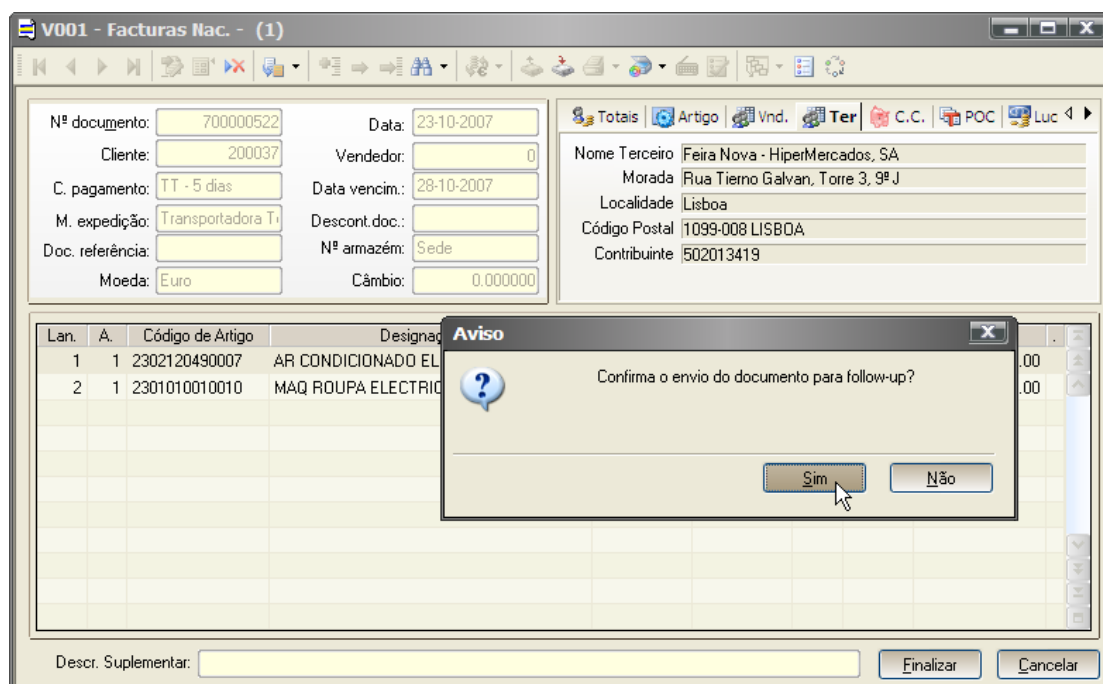 V001 - Facturas Nac. - (1)
Totais Artigo Vnd. Ter C.C. POC Luc
Nº documento: 700000522 Data: 23-10-2007
Cliente: 200037 Vendedor: 0
C. pagamento: TT - 5 dias Data vencim.: 28-10-2007
M. expedição: Transportadora Descont.doc.:
Doc. referência: Nº armazém: Sede
Moeda: Euro Câmbio: 0.000000
Nome Terceiro Feira Nova - HiperMercados, SA
Morada Rua Tierno Galvan, Torre 3, 9º J
Localidade Lisboa
Código Postal 1099-008 LISBOA
Contribuinte 502013419
Lan. A. Código de Artigo .
1 1 2302120490007 AR CONDICIONADO .00
2 1 2301010010010 MAQ ROUPA .00
Aviso
Confirma o envio do documento para follow-up?
Sim Não
Descr. Suplementar: Finalizar Cancelar